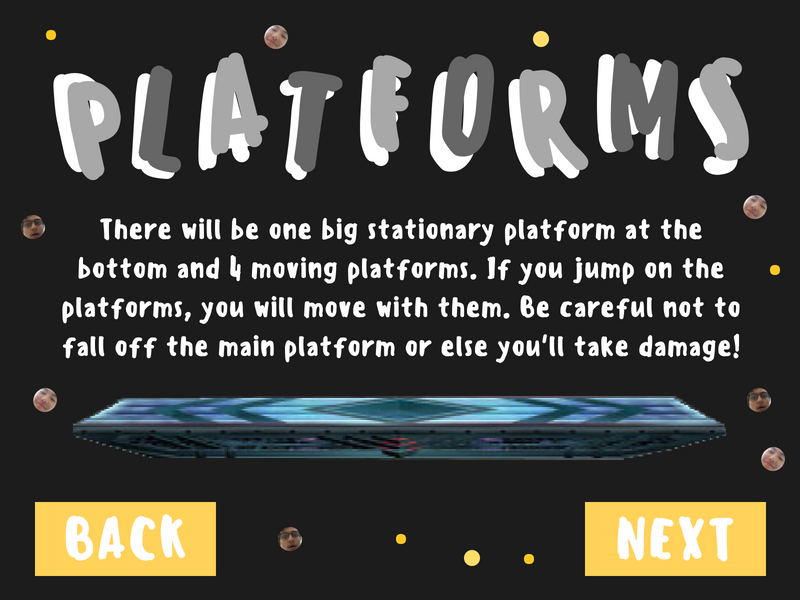 PLATFORMS
There will be one big stationary platform at the
bottom and 4 moving platforms. If you jump on the
platforms, you will move with them. Be careful not to
fall off the main platform or else you'll take damage!
BACK
NEXT